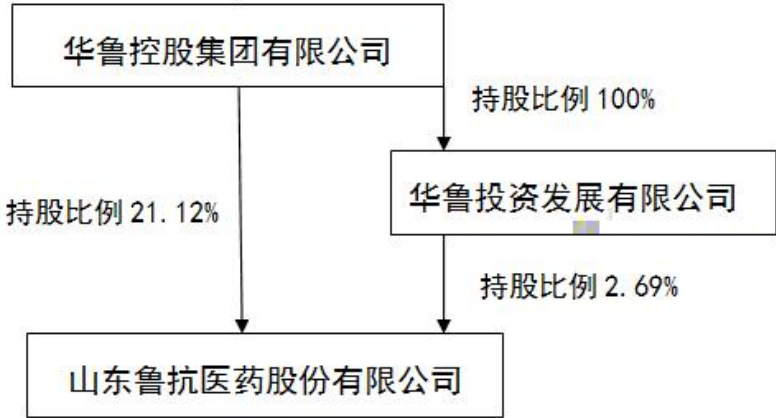 华鲁控股集团有限公司
持股比例 100%
华鲁投资发展有限公司
持股比例 21.12%
持股比例 2.69%
山东鲁抗医药股份有限公司